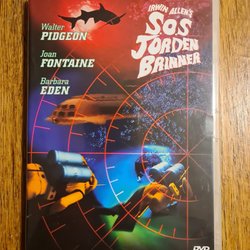 Walter
PIDGEON
Joan
FONTAINE
Barbara
EDEN
IRWIN ALLEN'S
SOS
JORDEN
BRINNER
DVD